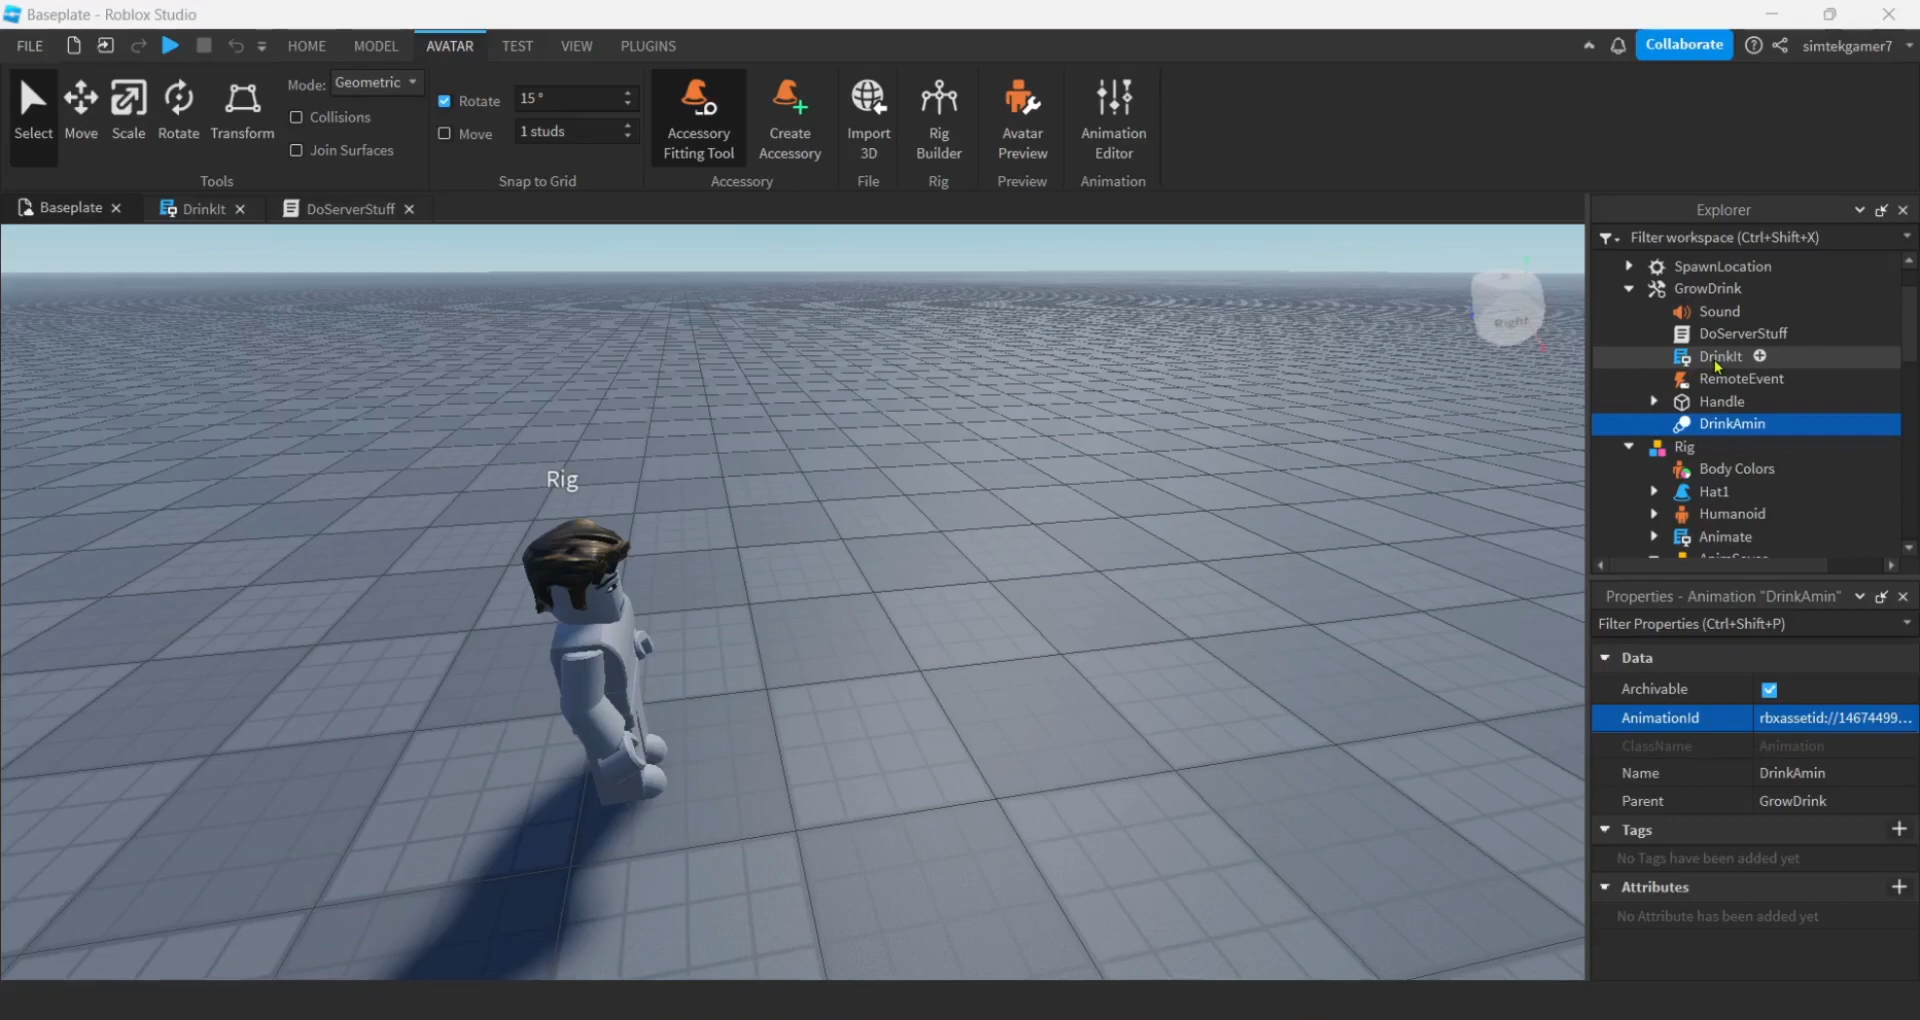 Baseplate - Roblox Studio
FILE HOME MODEL AVATAR TEST VIEW PLUGINS Collaborate simtekgamer7
Select Move Scale Rotate Transform
Mode: Geometric
Collisions
Join Surfaces
Tools
Rotate 15 °
Move 1 studs
Snap to Grid
Accessory Fitting Tool
Create Accessory
Accessory
Import 3D
File
Rig Builder
Rig
Avatar Preview
Preview
Animation Editor
Animation
Baseplate DrinkIt DoServerStuff
Right
Rig
Explorer
Filter workspace (Ctrl+Shift+X)
SpawnLocation
GrowDrink
Sound
DoServerStuff
DrinkIt
RemoteEvent
Handle
DrinkAmin
Rig
Body Colors
Hat1
Humanoid
Animate
Properties - Animation "DrinkAmin"
Filter Properties (Ctrl+Shift+P)
Data
Archivable
AnimationId rbxassetid://14674499...
ClassName Animation
Name DrinkAmin
Parent GrowDrink
Tags
No Tags have been added yet
Attributes
No Attribute has been added yet